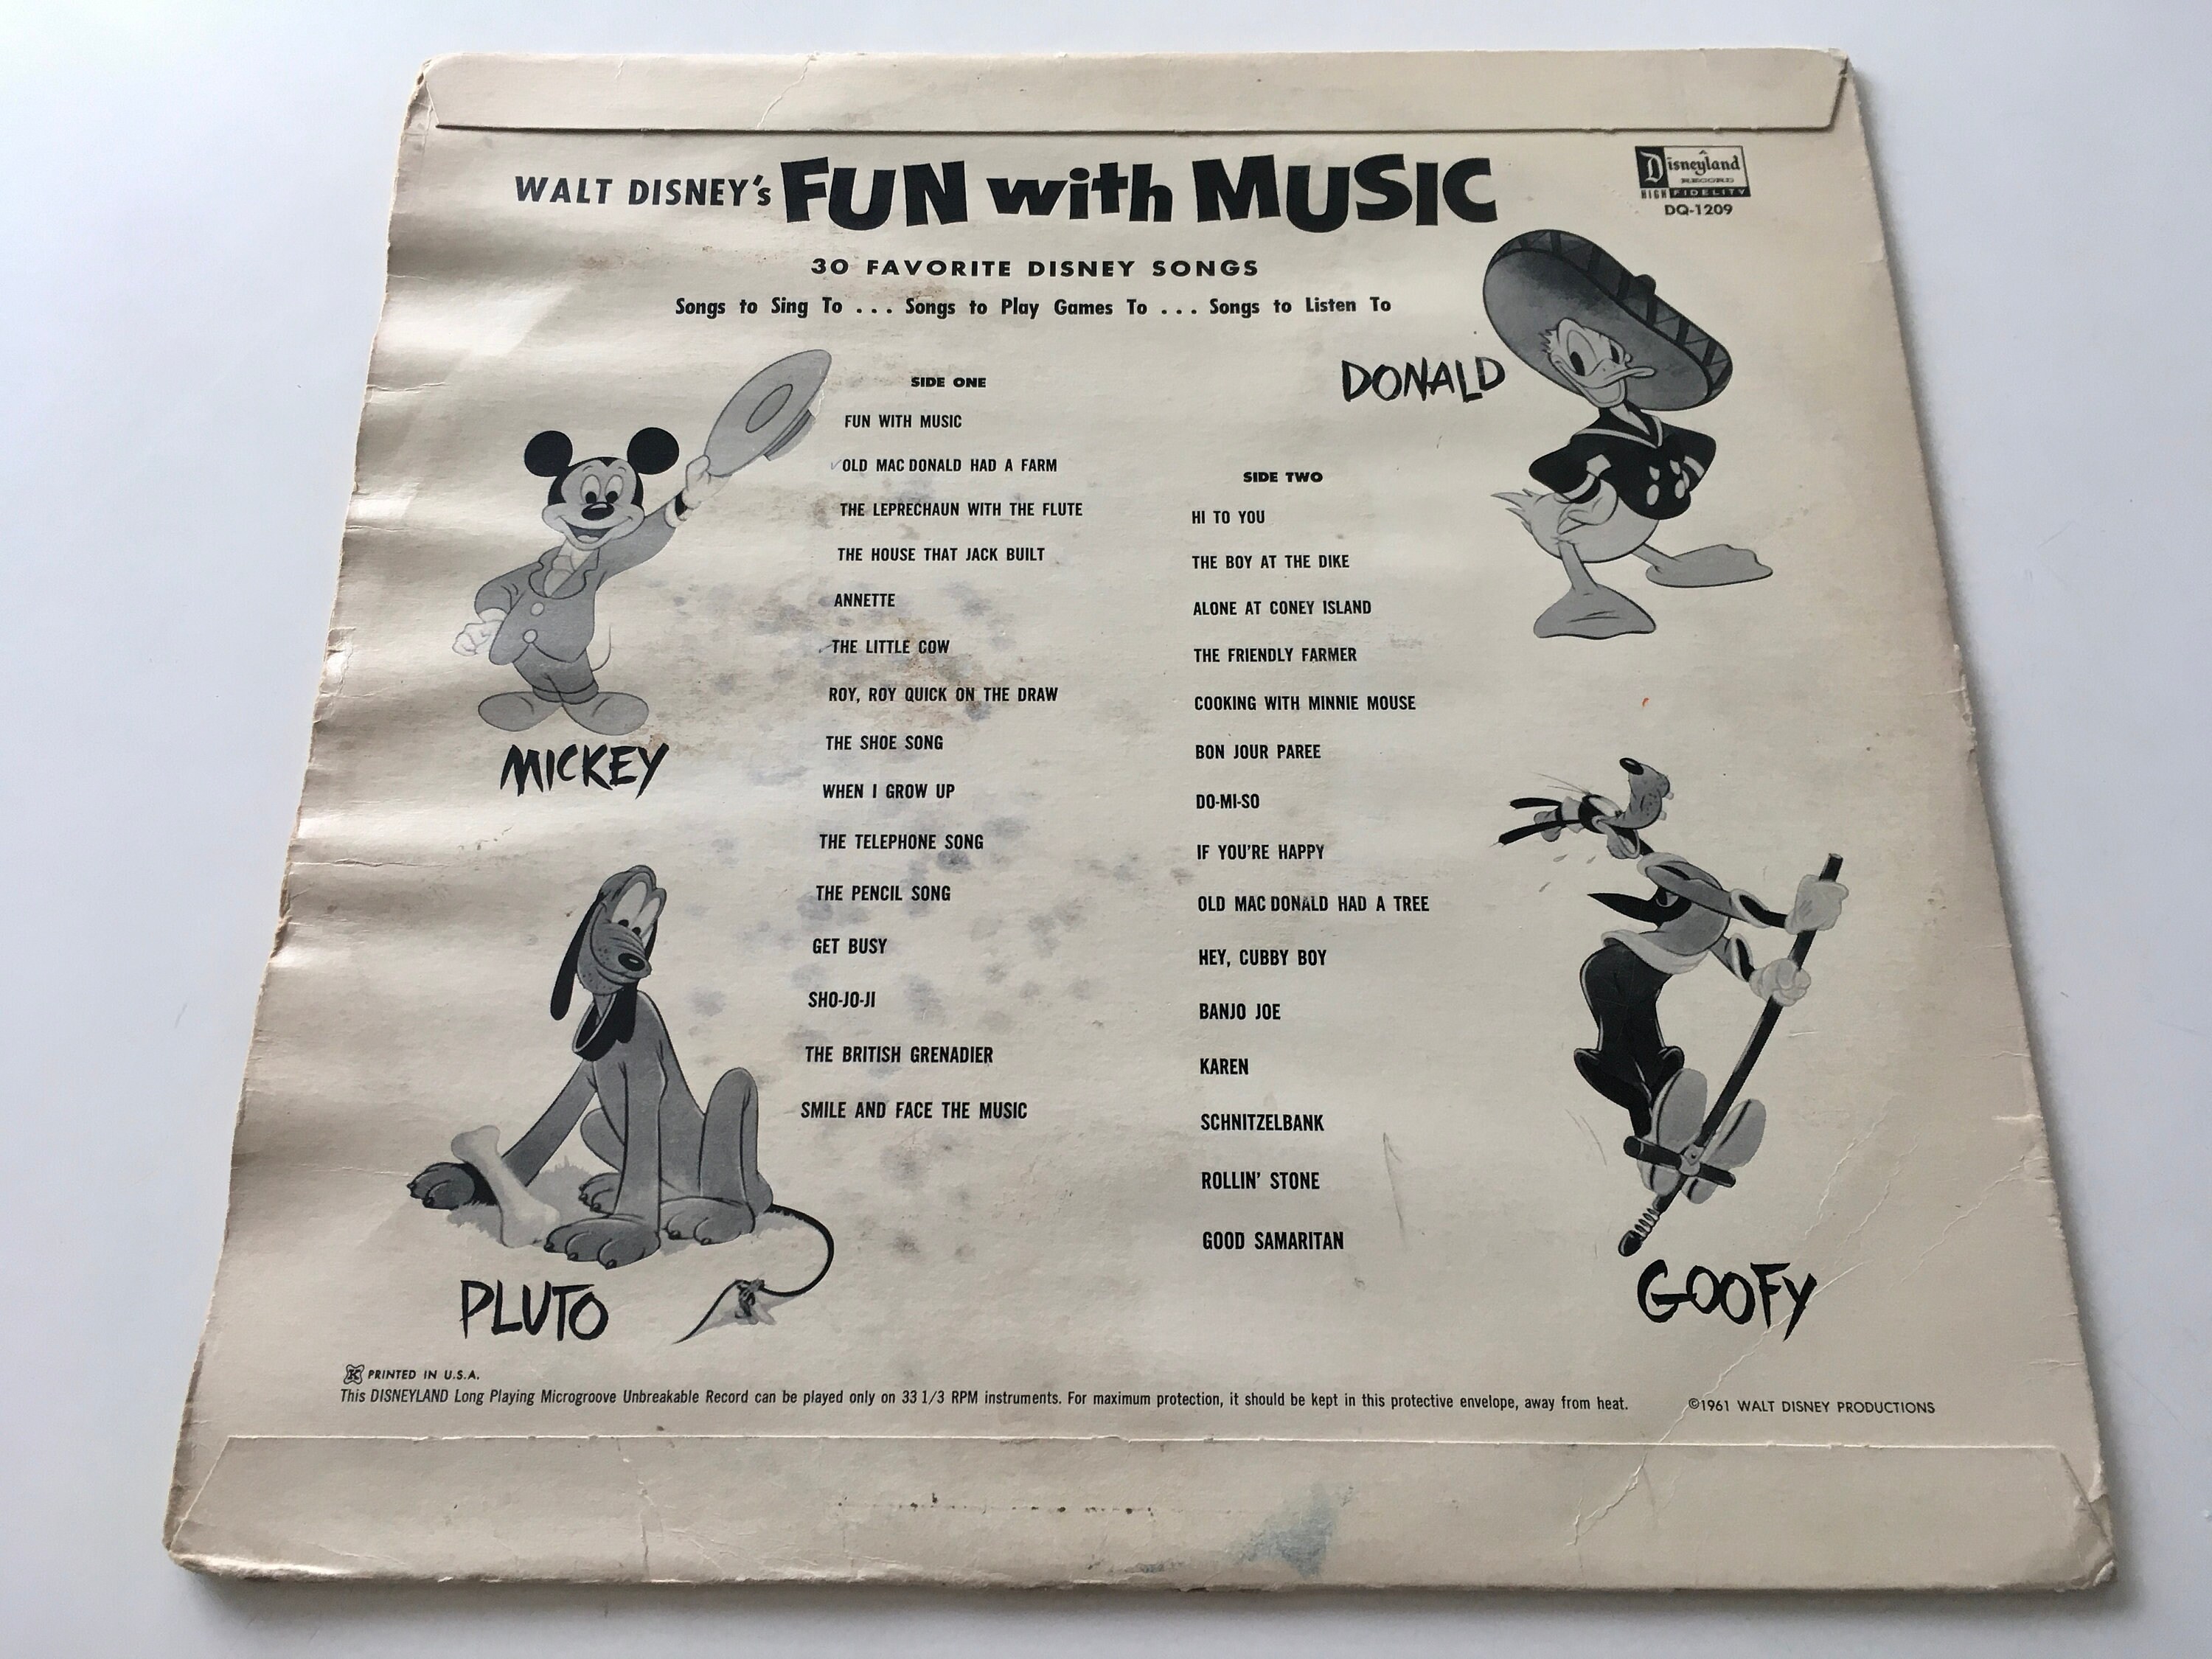 WALT DISNEY's FUN with MUSIC
Disneyland
RECORD
HIGH FIDELITY
DQ-1209
30 FAVORITE DISNEY SONGS
Songs to Sing To . . . Songs to Play Games To . . . Songs to Listen To
DONALD
MICKEY
PLUTO
GOOFY
SIDE ONE
FUN WITH MUSIC
OLD MAC DONALD HAD A FARM
THE LEPRECHAUN WITH THE FLUTE
THE HOUSE THAT JACK BUILT
ANNETTE
THE LITTLE COW
ROY, ROY QUICK ON THE DRAW
THE SHOE SONG
WHEN I GROW UP
THE TELEPHONE SONG
THE PENCIL SONG
GET BUSY
SHO-JO-JI
THE BRITISH GRENADIER
SMILE AND FACE THE MUSIC
SIDE TWO
HI TO YOU
THE BOY AT THE DIKE
ALONE AT CONEY ISLAND
THE FRIENDLY FARMER
COOKING WITH MINNIE MOUSE
BON JOUR PAREE
DO-MI-SO
IF YOU'RE HAPPY
OLD MAC DONALD HAD A TREE
HEY, CUBBY BOY
BANJO JOE
KAREN
SCHNITZELBANK
ROLLIN' STONE
GOOD SAMARITAN
K PRINTED IN U.S.A.
This DISNEYLAND Long Playing Microgroove Unbreakable Record can be played only on 33 1/3 RPM instruments. For maximum protection, it should be kept in this protective envelope, away from heat.
©1961 WALT DISNEY PRODUCTIONS